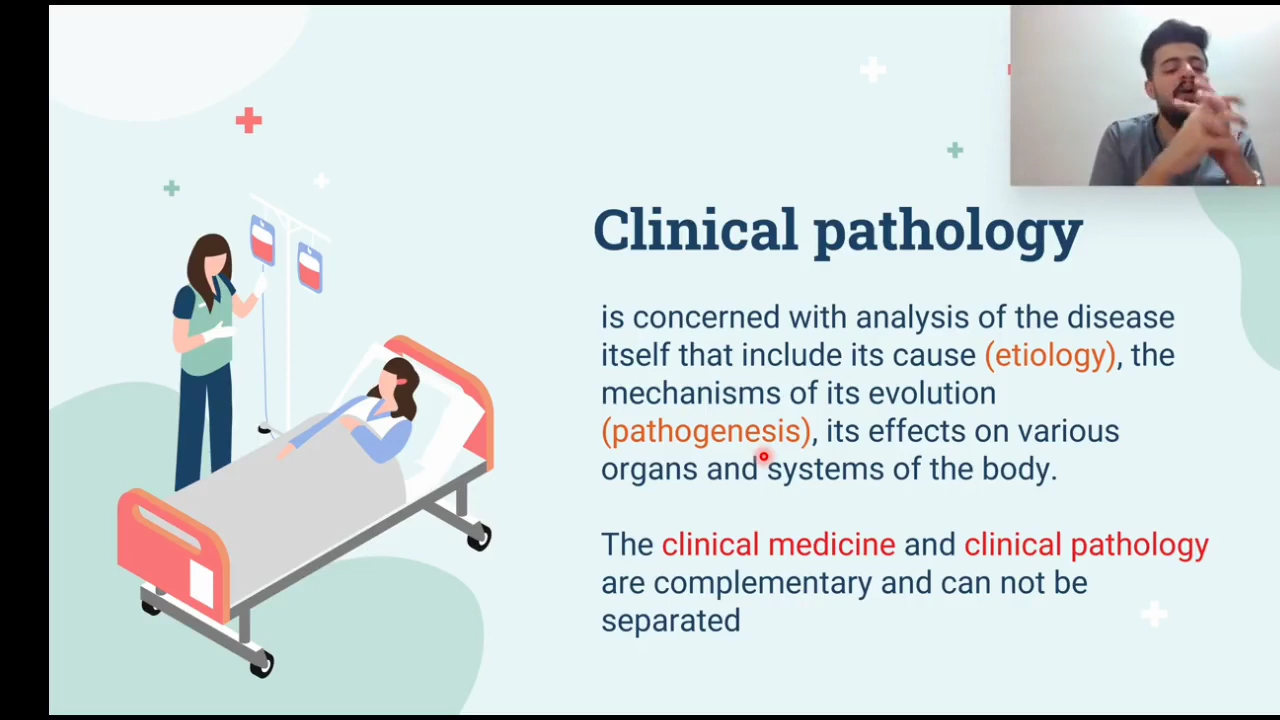 Clinical pathology
is concerned with analysis of the disease
itself that include its cause (etiology), the
mechanisms of its evolution
(pathogenesis), its effects on various
organs and systems of the body.
The clinical medicine and clinical pathology
are complementary and can not be
separated